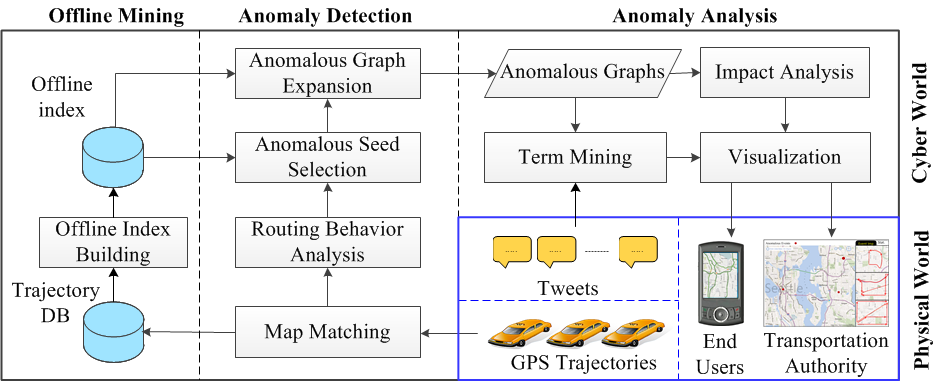 Offline Mining
Anomaly Detection
Anomaly Analysis
Offline
index
Anomalous Graph
Expansion
Anomalous Graphs
Impact Analysis
Anomalous Seed
Selection
Term Mining
Visualization
Cyber World
Offline Index
Building
Routing Behavior
Analysis
.....
.....
.....
Tweets
Trajectory
DB
Map Matching
GPS Trajectories
End
Users
Seattle
Transportation
Authority
Physical World